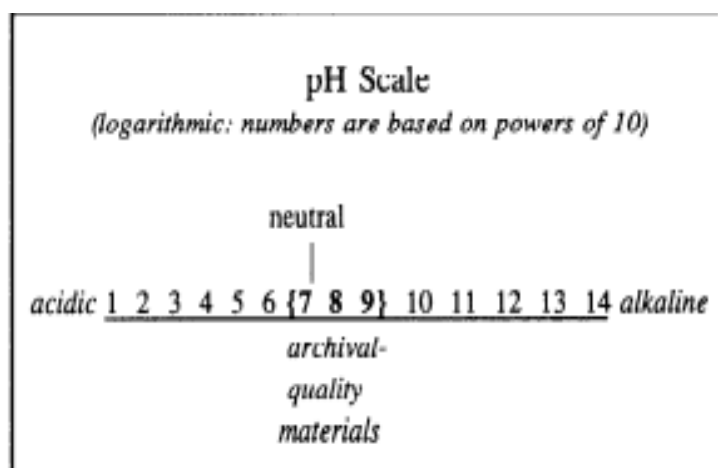 pH Scale
(logarithmic: numbers are based on powers of 10)
neutral
acidic 1 2 3 4 5 6 {7 8 9} 10 11 12 13 14 alkaline
archival-
quality
materials